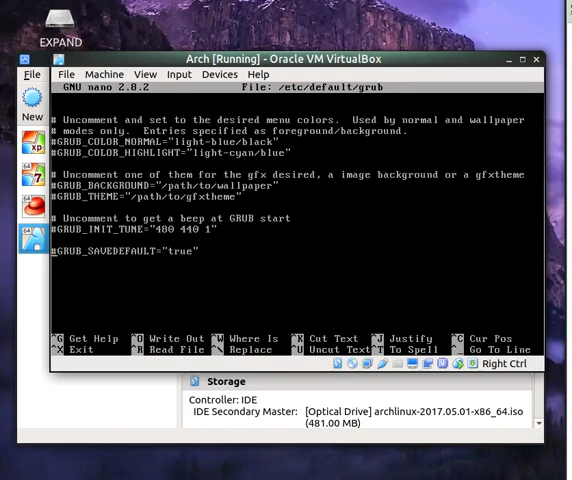 EXPAND
Arch [Running] - Oracle VM VirtualBox
File
File Machine View Input Devices Help
GNU nano 2.8.2 File: /etc/default/grub
New
# Uncomment and set to the desired menu colors. Used by normal and wallpaper
# modes only. Entries specified as foreground/background.
#GRUB_COLOR_NORMAL="light-blue/black"
#GRUB_COLOR_HIGHLIGHT="light-cyan/blue"
# Uncomment one of them for the gfx desired, a image background or a gfxtheme
#GRUB_BACKGROUND="/path/to/wallpaper"
#GRUB_THEME="/path/to/gfxtheme"
# Uncomment to get a beep at GRUB start
#GRUB_INIT_TUNE="480 440 1"
#GRUB_SAVEDEFAULT="true"
^G Get Help ^O Write Out ^W Where Is ^K Cut Text ^J Justify ^C Cur Pos
^X Exit ^R Read File ^\ Replace ^U Uncut Text ^T To Spell ^_ Go To Line
Right Ctrl
Storage
Controller: IDE
IDE Secondary Master: [Optical Drive] archlinux-2017.05.01-x86_64.iso
(481.00 MB)